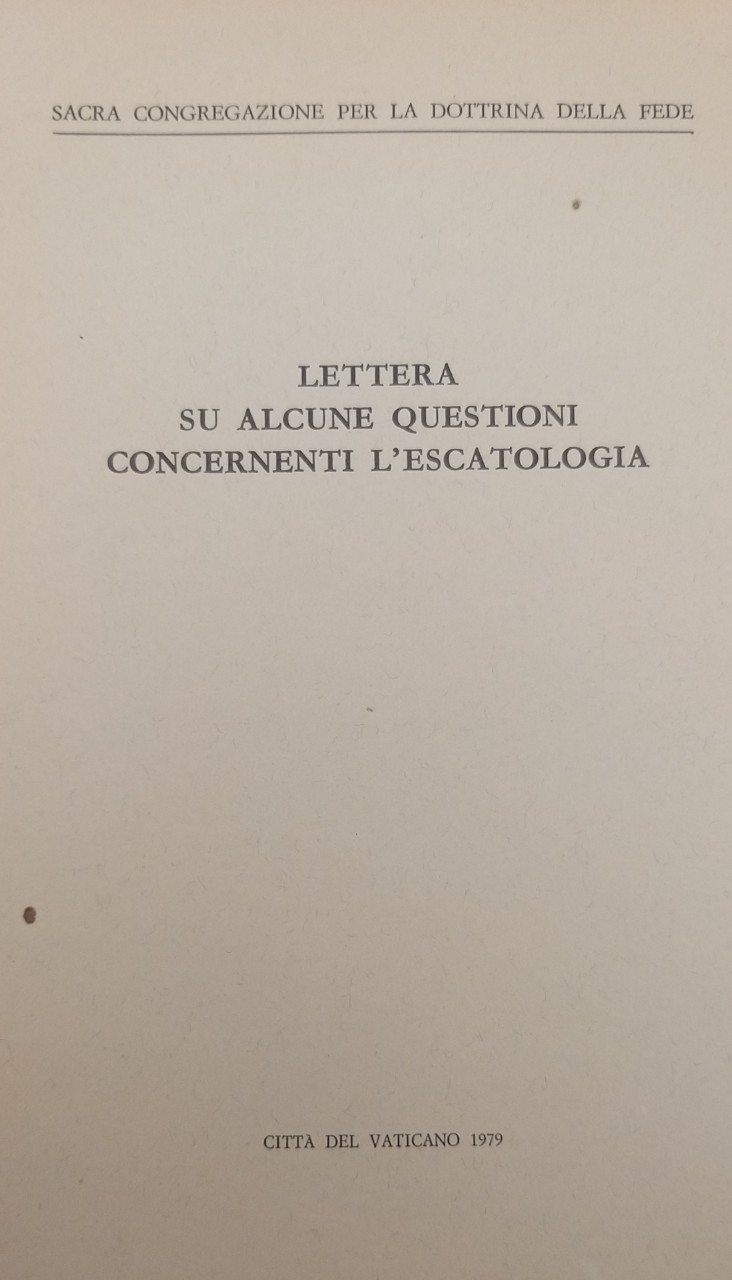 SACRA CONGREGAZIONE PER LA DOTTRINA DELLA FEDE
LETTERA
SU ALCUNE QUESTIONI
CONCERNENTI L'ESCATOLOGIA
CITTÀ DEL VATICANO 1979